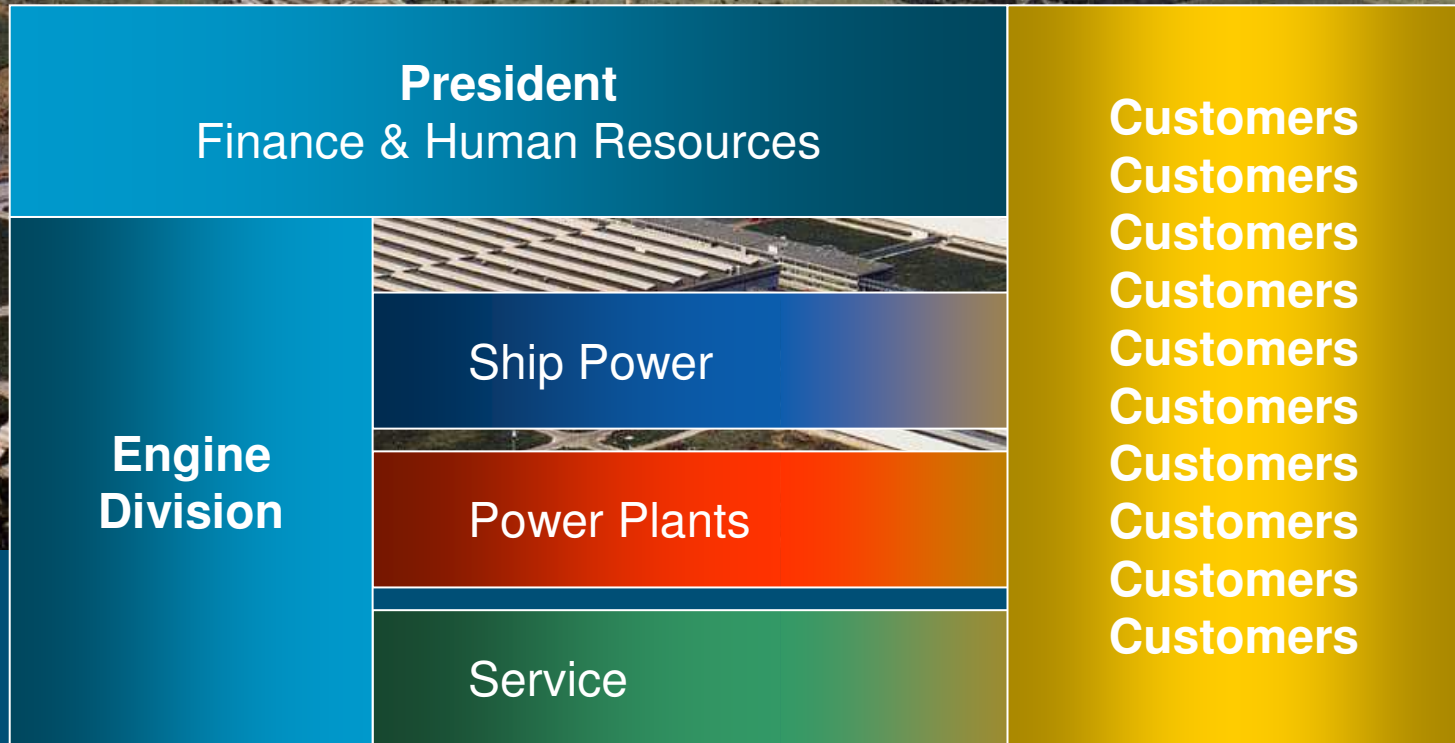 President
Finance & Human Resources
Engine
Division
Ship Power
Power Plants
Service
Customers
Customers
Customers
Customers
Customers
Customers
Customers
Customers
Customers
Customers